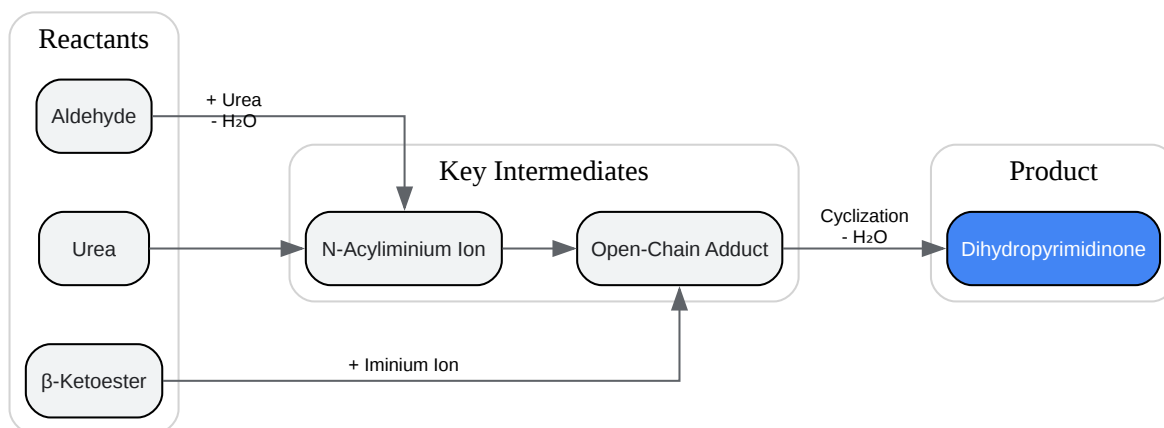 Reactants
Aldehyde
+ Urea
- H₂O
Key Intermediates
Product
Urea
N-Acyliminium Ion
Open-Chain Adduct
Cyclization
- H₂O
Dihydropyrimidinone
β-Ketoester
+ Iminium Ion